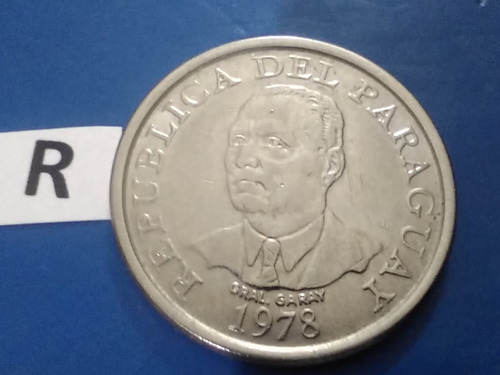 R
REPUBLICA DEL PARAGUAY
GRAL. GARAY
1978